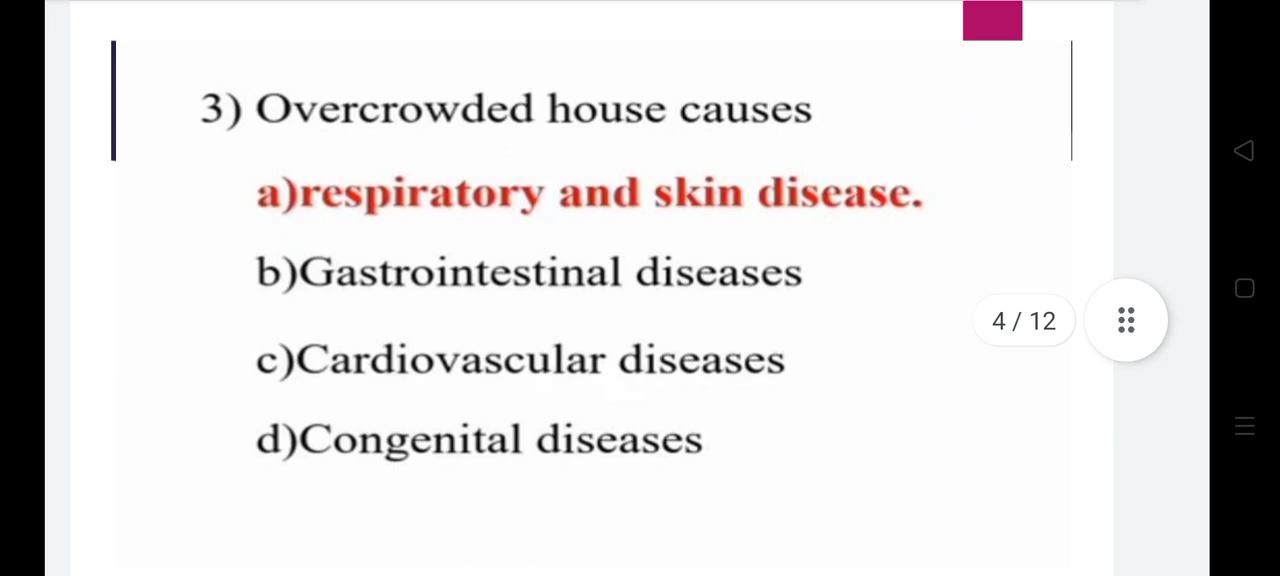 3) Overcrowded house causes
a)respiratory and skin disease.
b)Gastrointestinal diseases
4 / 12
c)Cardiovascular diseases
d)Congenital diseases